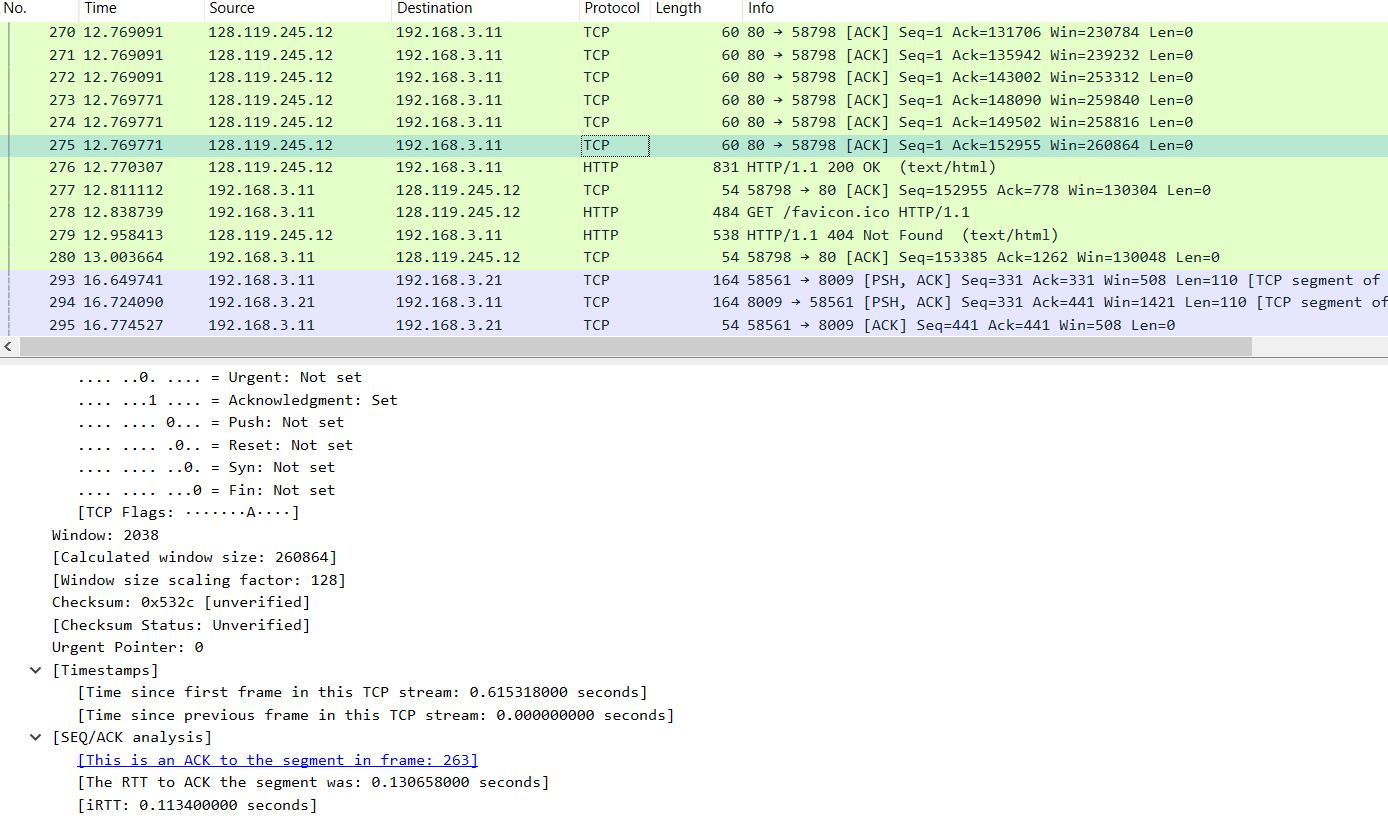 No. Time Source Destination Protocol Length Info
270 12.769091 128.119.245.12 192.168.3.11 TCP 60 80 → 58798 [ACK] Seq=1 Ack=131706 Win=230784 Len=0
271 12.769091 128.119.245.12 192.168.3.11 TCP 60 80 → 58798 [ACK] Seq=1 Ack=135942 Win=239232 Len=0
272 12.769091 128.119.245.12 192.168.3.11 TCP 60 80 → 58798 [ACK] Seq=1 Ack=143002 Win=253312 Len=0
273 12.769771 128.119.245.12 192.168.3.11 TCP 60 80 → 58798 [ACK] Seq=1 Ack=148090 Win=259840 Len=0
274 12.769771 128.119.245.12 192.168.3.11 TCP 60 80 → 58798 [ACK] Seq=1 Ack=149502 Win=258816 Len=0
275 12.769771 128.119.245.12 192.168.3.11 TCP 60 80 → 58798 [ACK] Seq=1 Ack=152955 Win=260864 Len=0
276 12.770307 128.119.245.12 192.168.3.11 HTTP 831 HTTP/1.1 200 OK  (text/html)
277 12.811112 192.168.3.11 128.119.245.12 TCP 54 58798 → 80 [ACK] Seq=152955 Ack=778 Win=130304 Len=0
278 12.838739 192.168.3.11 128.119.245.12 HTTP 484 GET /favicon.ico HTTP/1.1
279 12.958413 128.119.245.12 192.168.3.11 HTTP 538 HTTP/1.1 404 Not Found  (text/html)
280 13.003664 192.168.3.11 128.119.245.12 TCP 54 58798 → 80 [ACK] Seq=153385 Ack=1262 Win=130048 Len=0
293 16.649741 192.168.3.11 192.168.3.21 TCP 164 58561 → 8009 [PSH, ACK] Seq=331 Ack=331 Win=508 Len=110 [TCP segment of
294 16.724090 192.168.3.21 192.168.3.11 TCP 164 8009 → 58561 [PSH, ACK] Seq=331 Ack=441 Win=1421 Len=110 [TCP segment of
295 16.774527 192.168.3.11 192.168.3.21 TCP 54 58561 → 8009 [ACK] Seq=441 Ack=441 Win=508 Len=0
.... ..0. .... = Urgent: Not set
.... ...1 .... = Acknowledgment: Set
.... .... 0... = Push: Not set
.... .... .0.. = Reset: Not set
.... .... ..0. = Syn: Not set
.... .... ...0 = Fin: Not set
[TCP Flags: ·······A····]
Window: 2038
[Calculated window size: 260864]
[Window size scaling factor: 128]
Checksum: 0x532c [unverified]
[Checksum Status: Unverified]
Urgent Pointer: 0
[Timestamps]
[Time since first frame in this TCP stream: 0.615318000 seconds]
[Time since previous frame in this TCP stream: 0.000000000 seconds]
[SEQ/ACK analysis]
[This is an ACK to the segment in frame: 263]
[The RTT to ACK the segment was: 0.130658000 seconds]
[iRTT: 0.113400000 seconds]